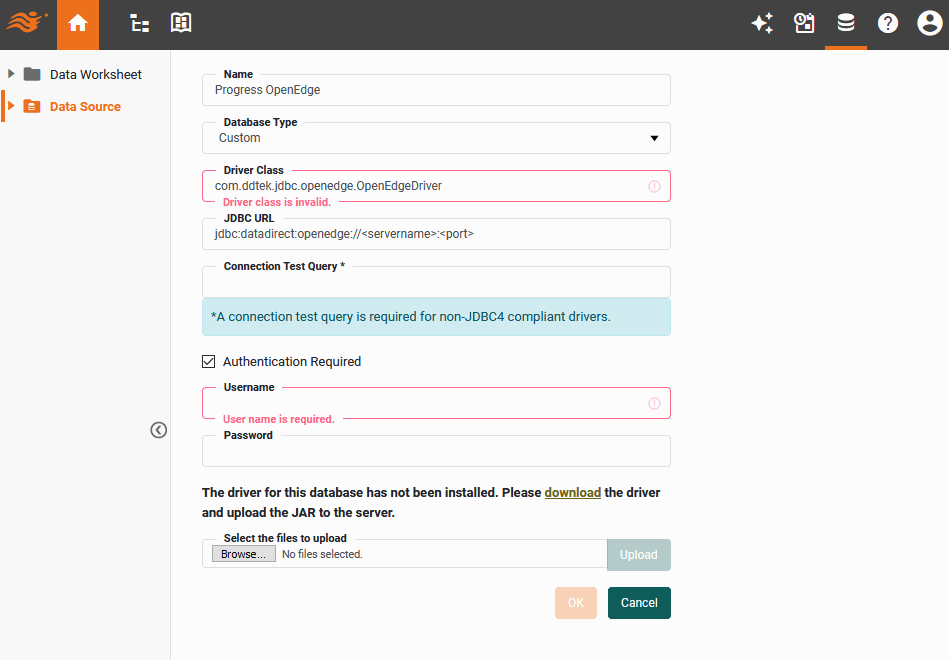 Data Worksheet
Data Source
Name
Progress OpenEdge
Database Type
Custom
Driver Class
com.ddtek.jdbc.openedge.OpenEdgeDriver
Driver class is invalid.
JDBC URL
jdbc:datadirect:openedge://<servername>:<port>
Connection Test Query *
*A connection test query is required for non-JDBC4 compliant drivers.
Authentication Required
Username
User name is required.
Password
The driver for this database has not been installed. Please download the driver
and upload the JAR to the server.
Select the files to upload
Browse... No files selected.
Upload
OK
Cancel